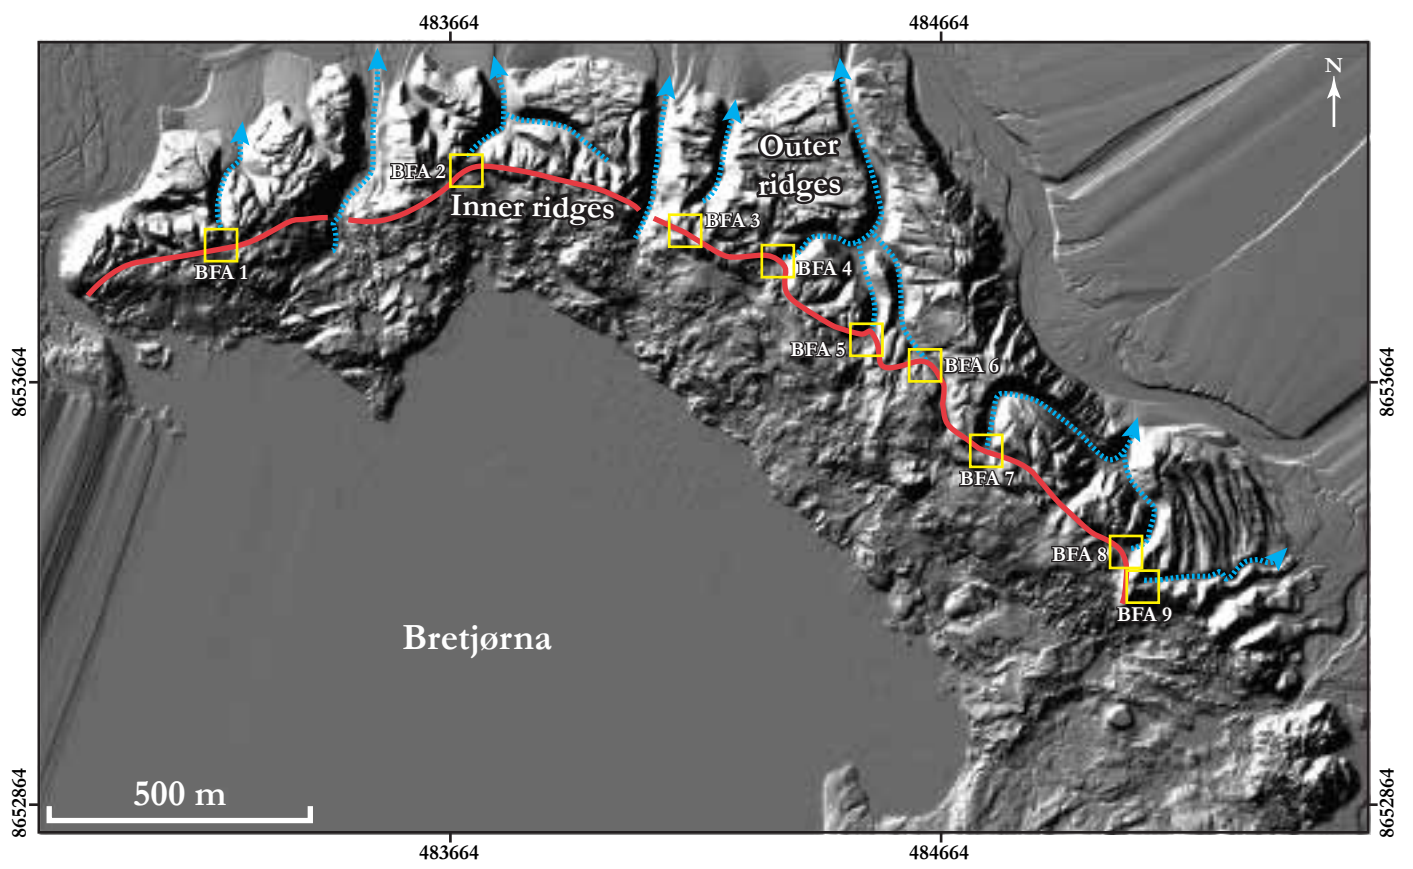 483664
484664
N
Outer
ridges
BFA 2
Inner ridges
BFA 3
BFA 1
BFA 4
BFA 5
BFA 6
8653664
8653664
BFA 7
BFA 8
BFA 9
Bretjørna
500 m
8652864
8652864
483664
484664